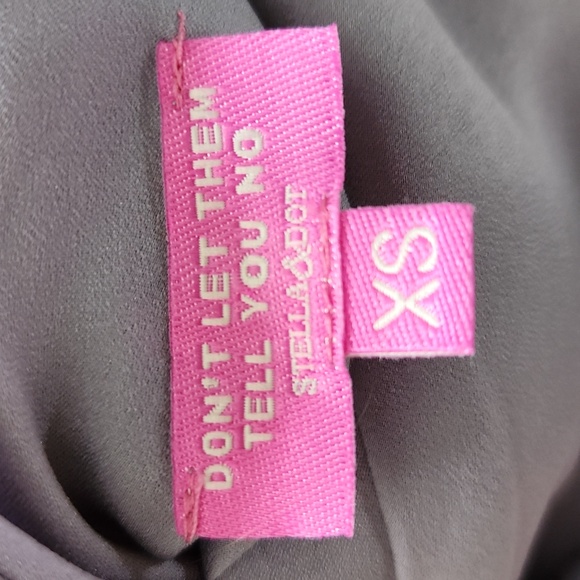 DON'T LET THEM
TELL YOU NO
STELLA&DOT
XS